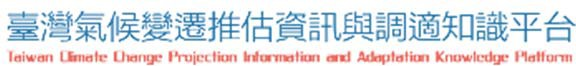 臺灣氣候變遷推估資訊與調適知識平台
Taiwan Climate Change Projection Information and Adaptation Knowledge Platform